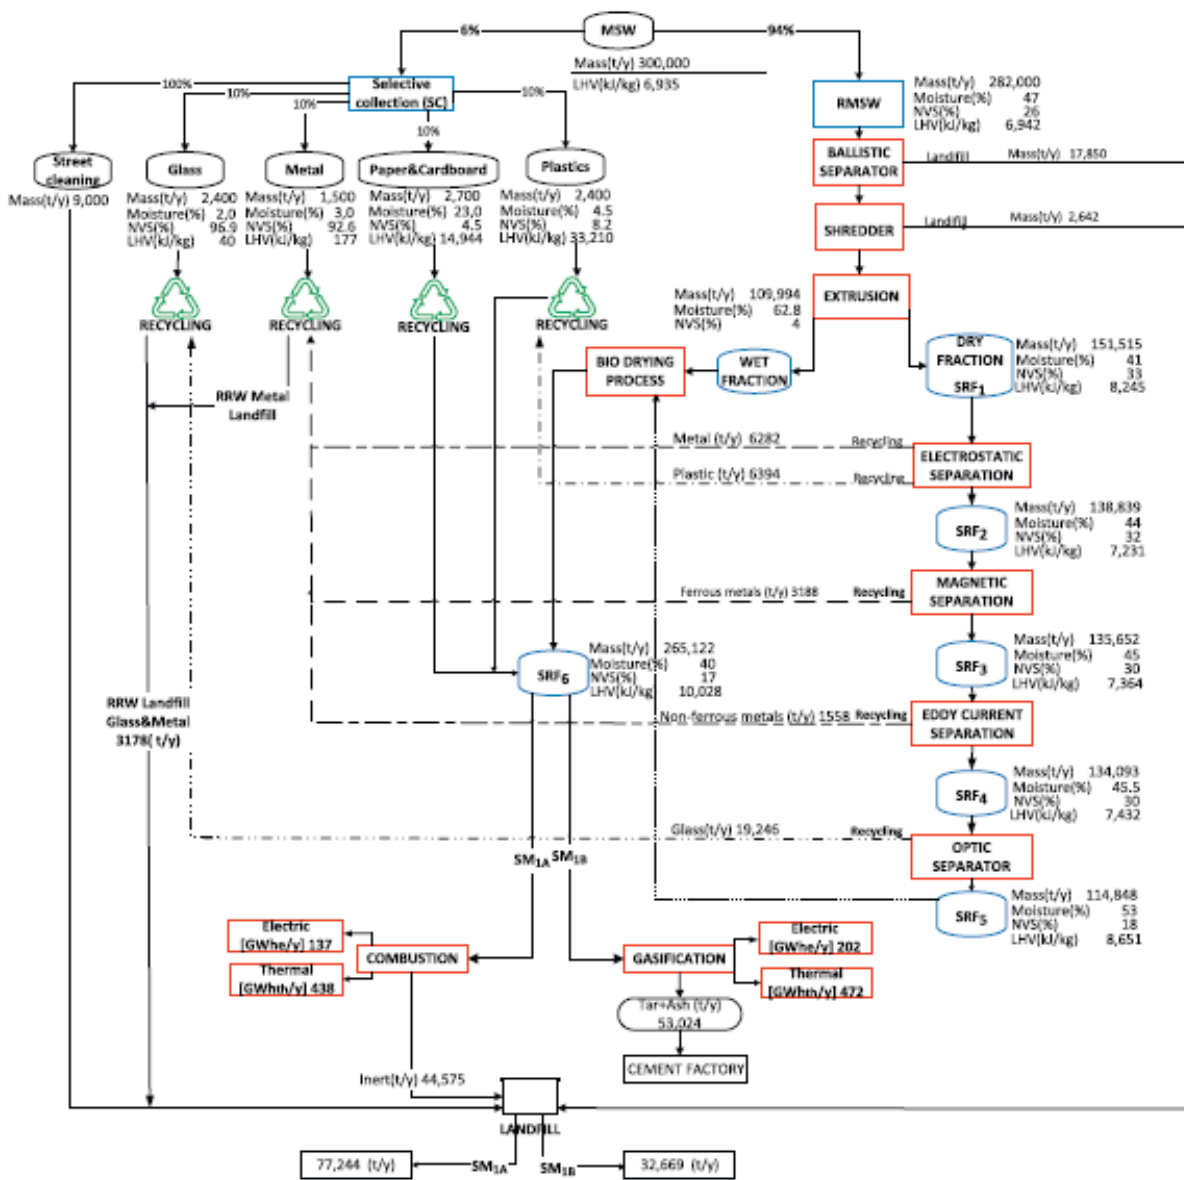 MSW
6%
94%
Mass(t/y) 300,000
LHV(kJ/kg) 6,935
Selective
collection (SC)
100%
10%
10%
10%
10%
RMSW
Mass(t/y) 282,000
Moisture(%) 47
NVS(%) 26
LHV(kJ/kg) 6,942
Street
cleaning
Mass(t/y) 9,000
Glass
Mass(t/y) 2,400
Moisture(%) 2,0
NVS(%) 96.9
LHV(kJ/kg) 40
Metal
Mass(t/y) 1,500
Moisture(%) 3,0
NVS(%) 92.6
LHV(kJ/kg) 177
Paper&Cardboard
Mass(t/y) 2,700
Moisture(%) 23,0
NVS(%) 4.5
LHV(kJ/kg) 14,944
Plastics
Mass(t/y) 2,400
Moisture(%) 4.5
NVS(%) 8.2
LHV(kJ/kg) 33,210
BALLISTIC
SEPARATOR
Landfill
Mass(t/y) 17,850
SHREDDER
Landfill
Mass(t/y) 2,642
EXTRUSION
RECYCLING
RECYCLING
RECYCLING
RECYCLING
Mass(t/y) 109,994
Moisture(%) 62.8
NVS(%) 4
BIO DRYING
PROCESS
WET
FRACTION
DRY
FRACTION
SRF1
Mass(t/y) 151,515
Moisture(%) 41
NVS(%) 33
LHV(kJ/kg) 8,245
RRW Metal
Landfill
Metal (t/y) 6282
Recycling
Plastic (t/y) 6394
Recycling
ELECTROSTATIC
SEPARATION
SRF2
Mass(t/y) 138,839
Moisture(%) 44
NVS(%) 32
LHV(kJ/kg) 7,231
Ferrous metals (t/y) 3188
Recycling
MAGNETIC
SEPARATION
SRF3
Mass(t/y) 135,652
Moisture(%) 45
NVS(%) 30
LHV(kJ/kg) 7,364
SRF6
Mass(t/y) 265,122
Moisture(%) 40
NVS(%) 17
LHV(kJ/kg 10,028
RRW Landfill
Glass&Metal
3178( t/y)
Non-ferrous metals (t/y) 1558
Recycling
EDDY CURRENT
SEPARATION
SRF4
Mass(t/y) 134,093
Moisture(%) 45.5
NVS(%) 30
LHV(kJ/kg) 7,432
Glass(t/y) 19,246
Recycling
OPTIC
SEPARATOR
SRF5
Mass(t/y) 114,848
Moisture(%) 53
NVS(%) 18
LHV(kJ/kg) 8,651
SM1A
SM1B
Electric
[GWhe/y] 137
Thermal
[GWhth/y] 438
COMBUSTION
GASIFICATION
Electric
[GWhe/y] 202
Thermal
[GWhth/y] 472
Tar+Ash (t/y)
53,024
CEMENT FACTORY
Inert(t/y) 44,575
LANDFILL
77,244 (t/y)
SM1A
SM1B
32,669 (t/y)